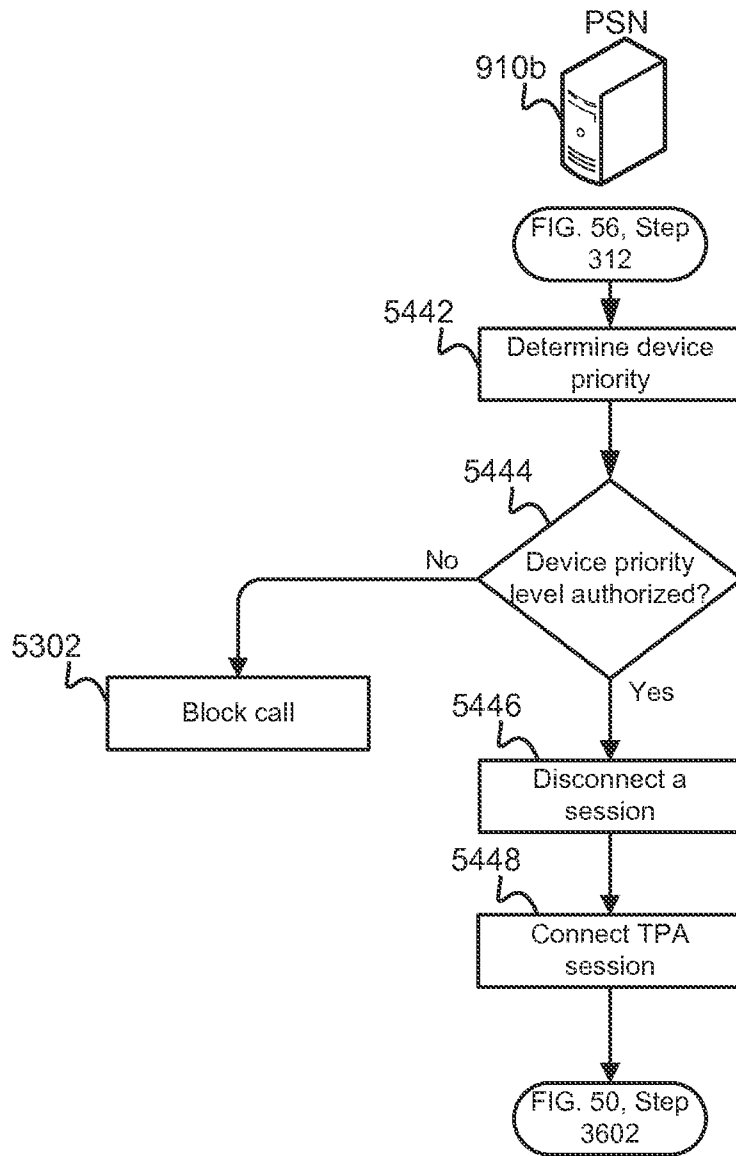 PSN
910b
FIG. 56, Step
312
5442
Determine device
priority
5444
Device priority
level authorized?
No
Yes
5302
Block call
5446
Disconnect a
session
5448
Connect TPA
session
FIG. 50, Step
3602